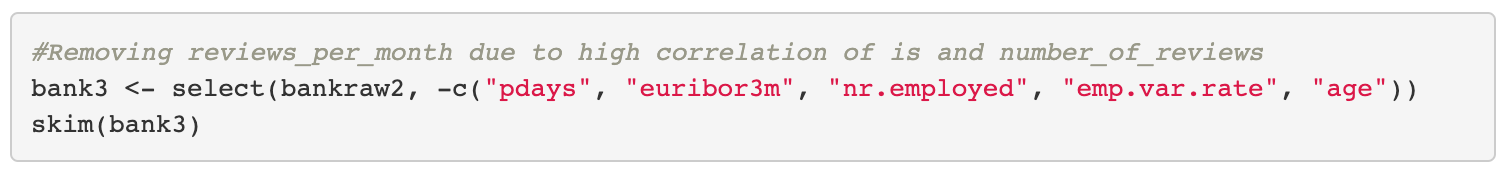 #Removing reviews_per_month due to high correlation of is and number_of_reviews
bank3 <- select(bankraw2, -c("pdays", "euribor3m", "nr.employed", "emp.var.rate", "age"))
skim(bank3)